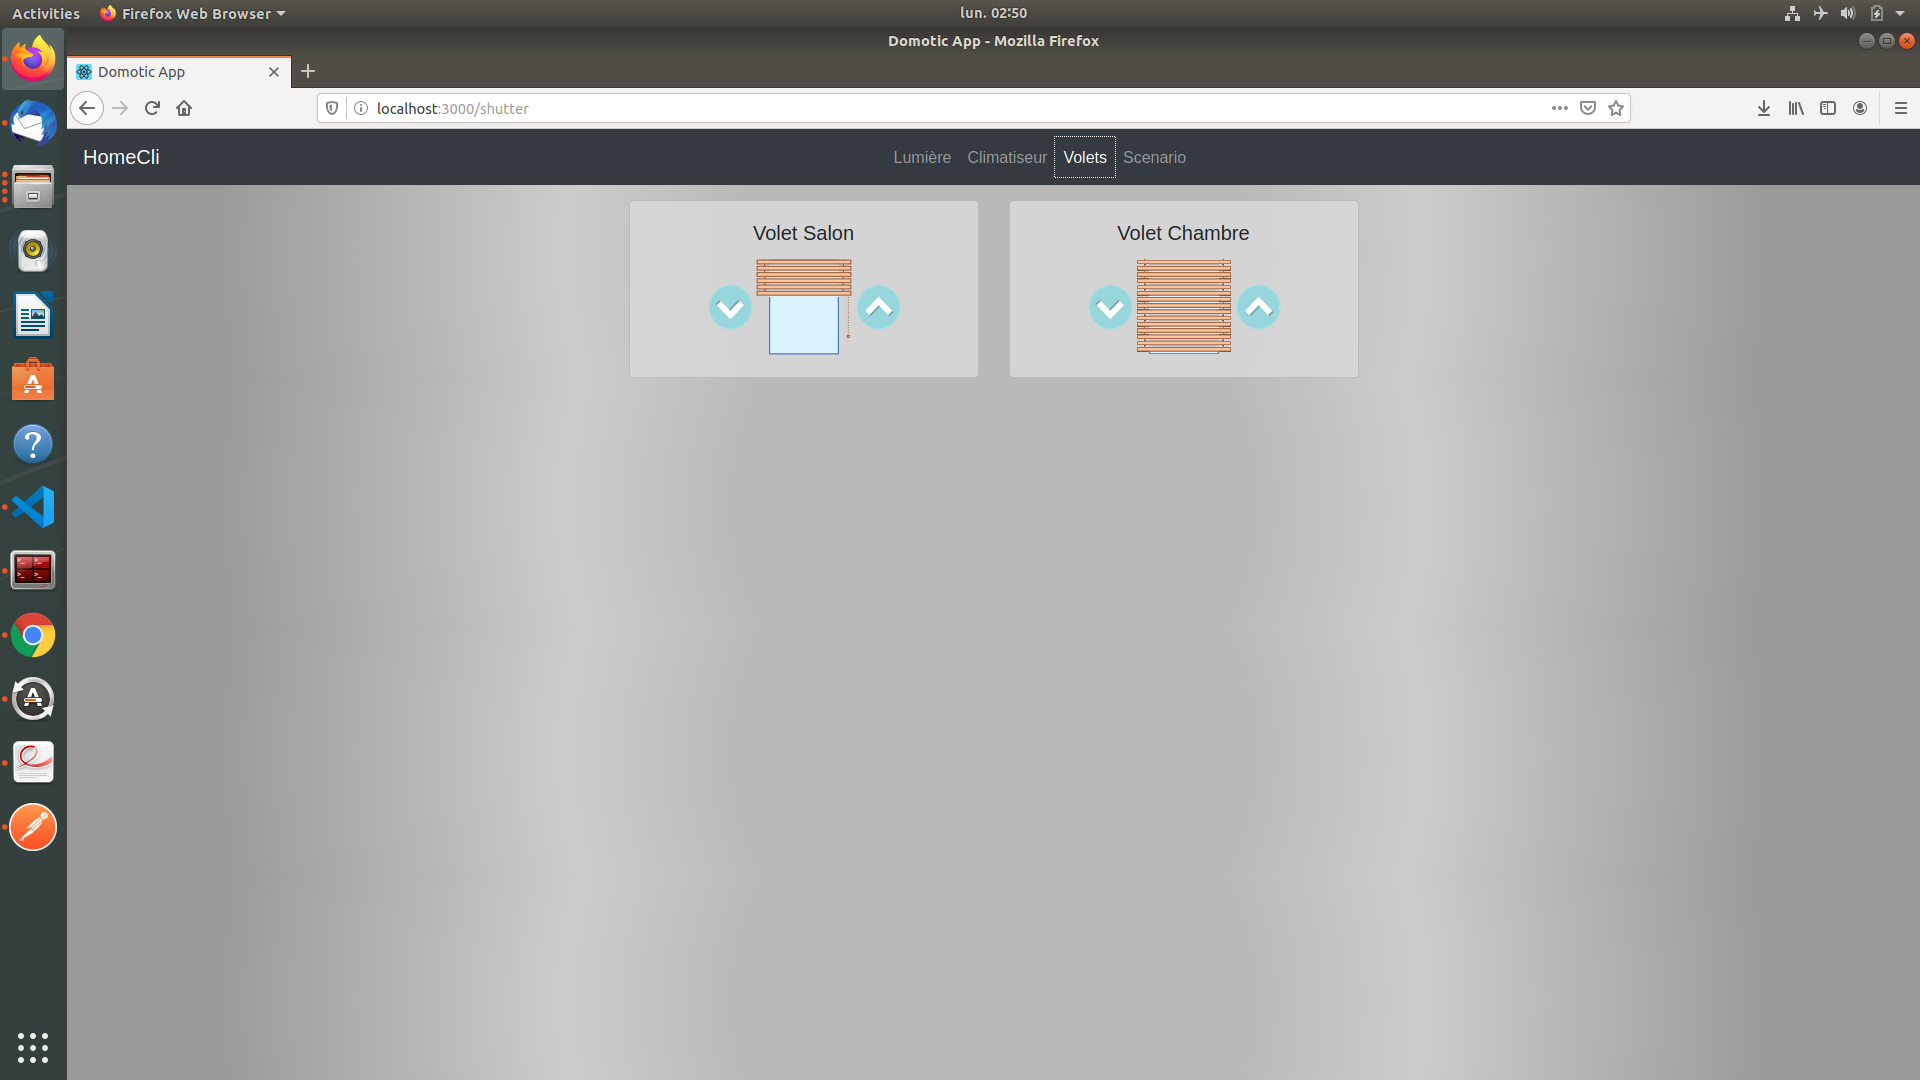 Activities Firefox Web Browser lun. 02:50
Domotic App - Mozilla Firefox
Domotic App
localhost:3000/shutter
HomeCli Lumière Climatiseur Volets Scenario
Volet Salon Volet Chambre